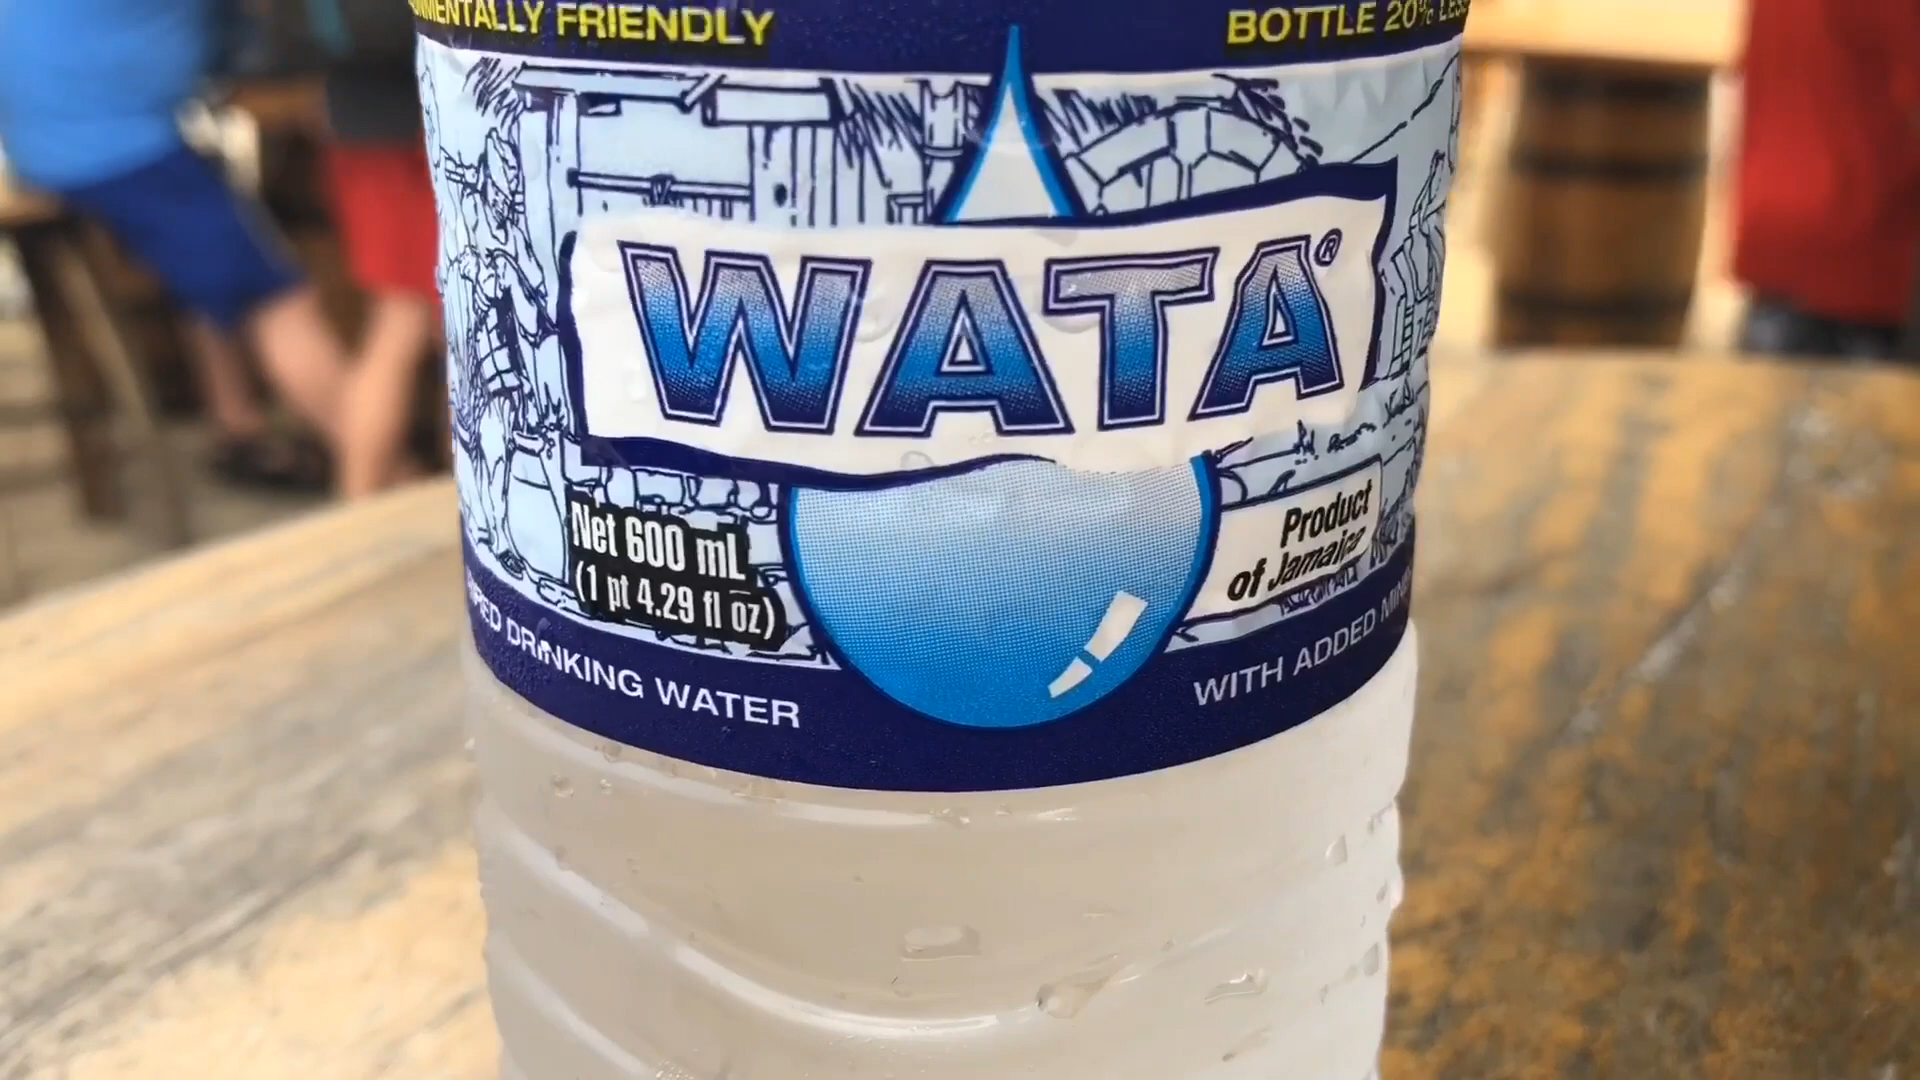 FRIENDLY
BOTTLE 20%
WATA®
Net 600 mL
(1 pt 4.29 fl oz)
Product
of Jamaica
DRINKING WATER
WITH ADDED